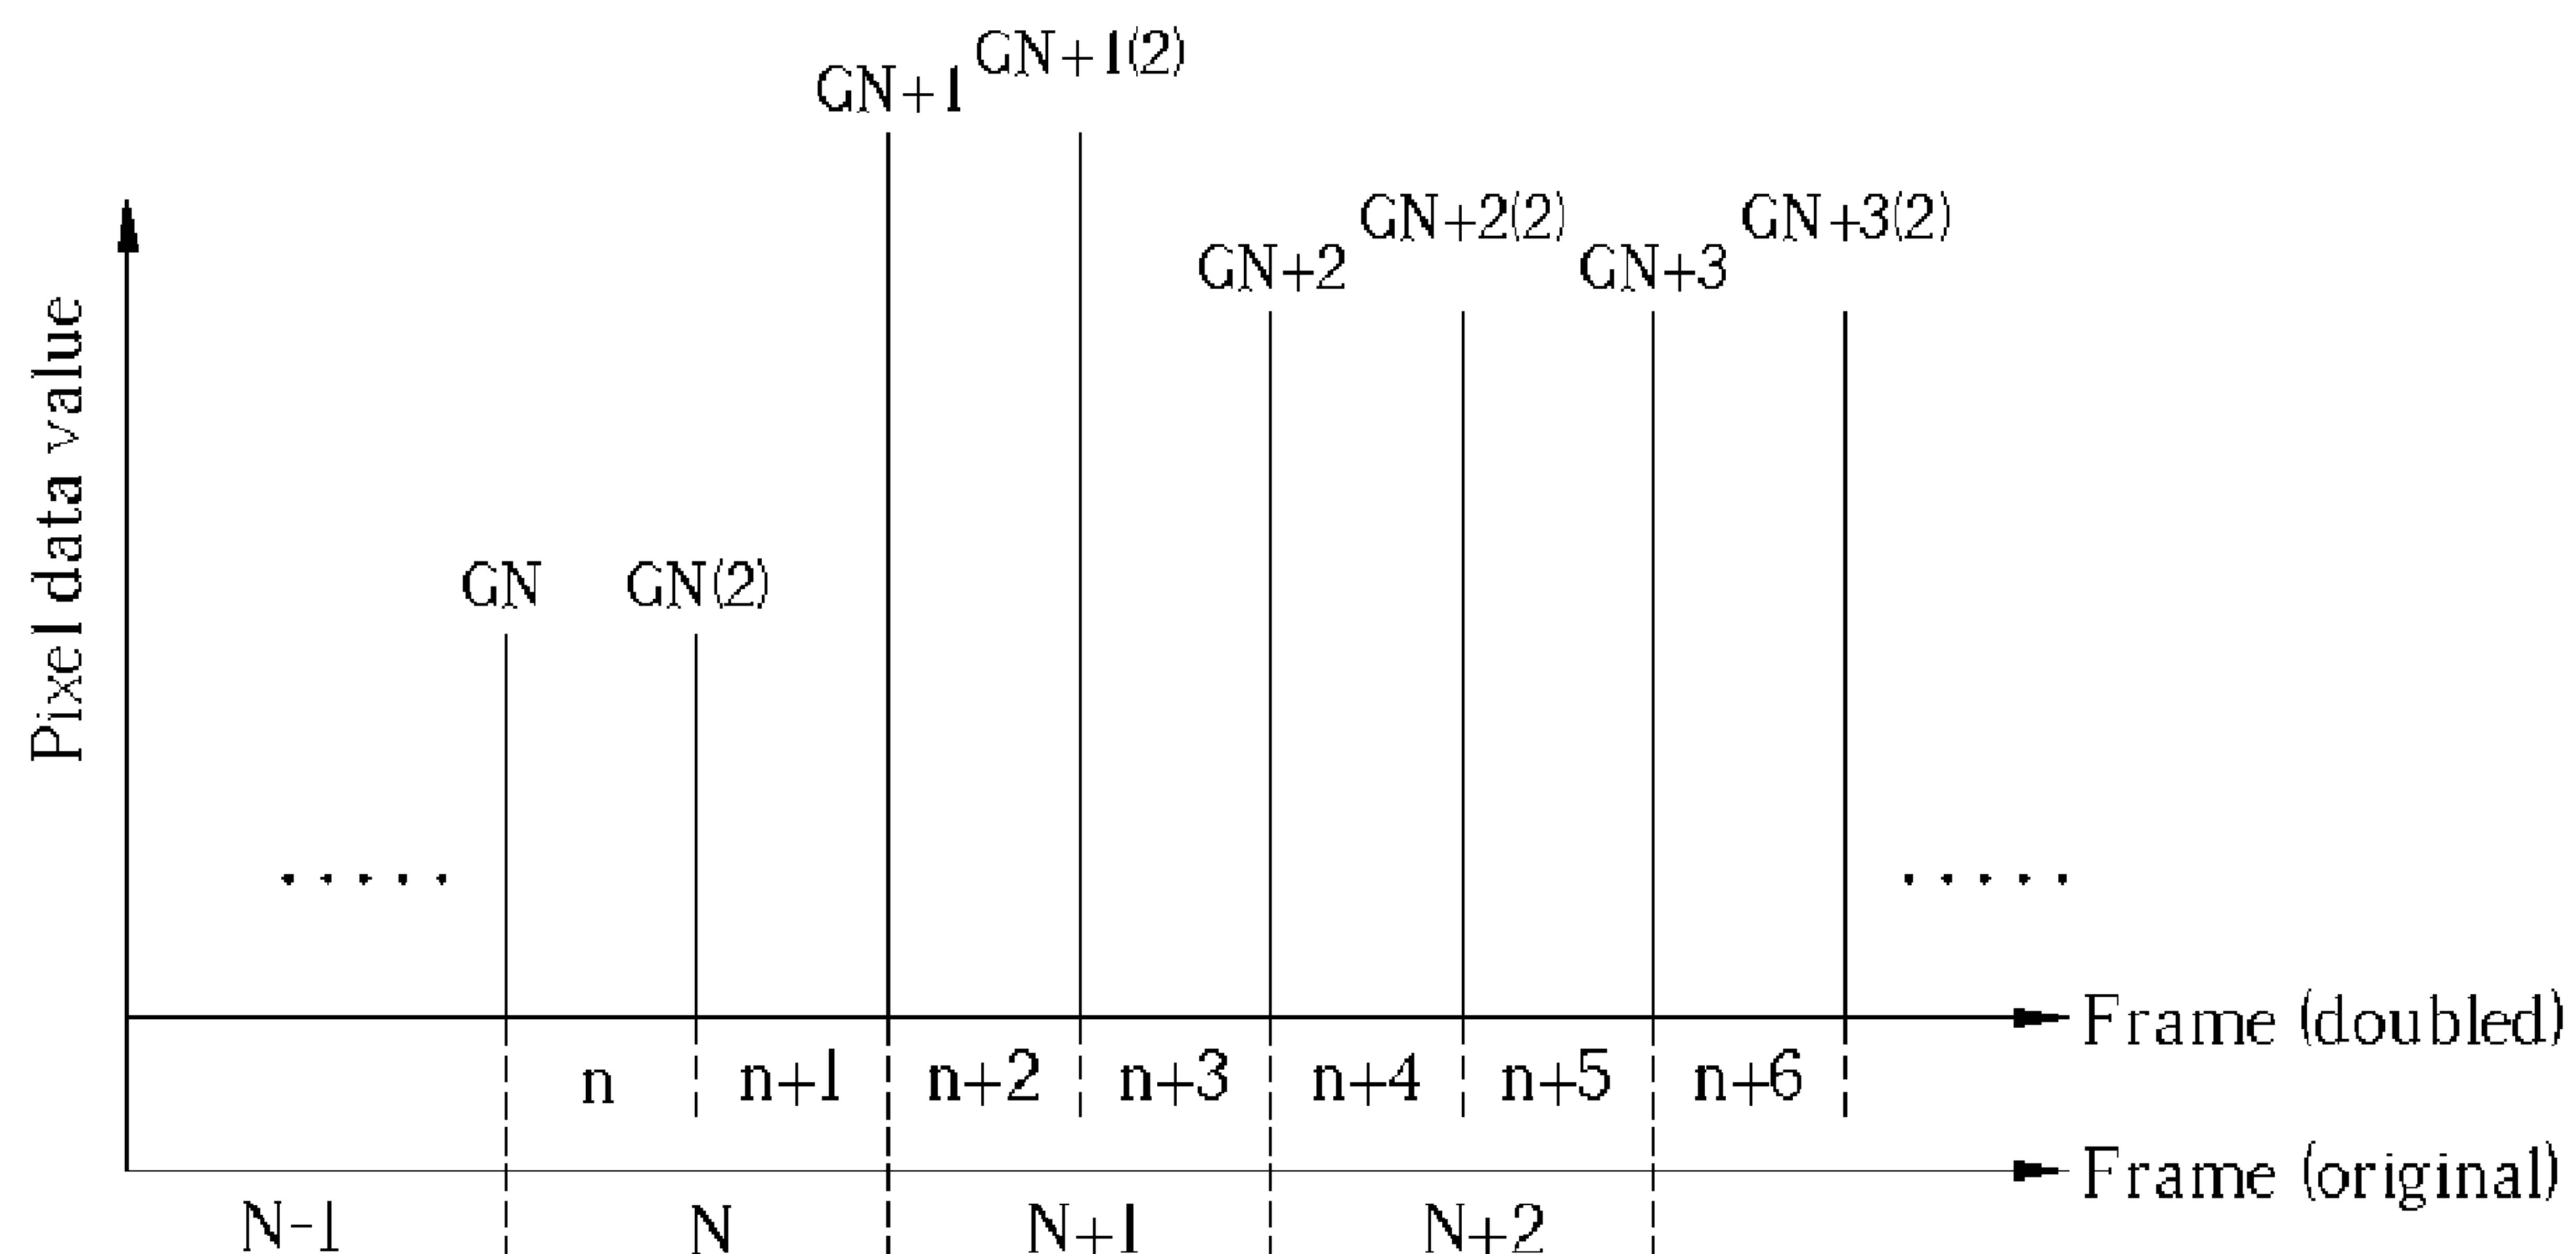 GN+1 GN+1(2)
GN+2 GN+2(2) GN+3 GN+3(2)
Pixel data value
GN GN(2)
Frame (doubled)
n n+1 n+2 n+3 n+4 n+5 n+6
Frame (original)
N-1 N N+1 N+2